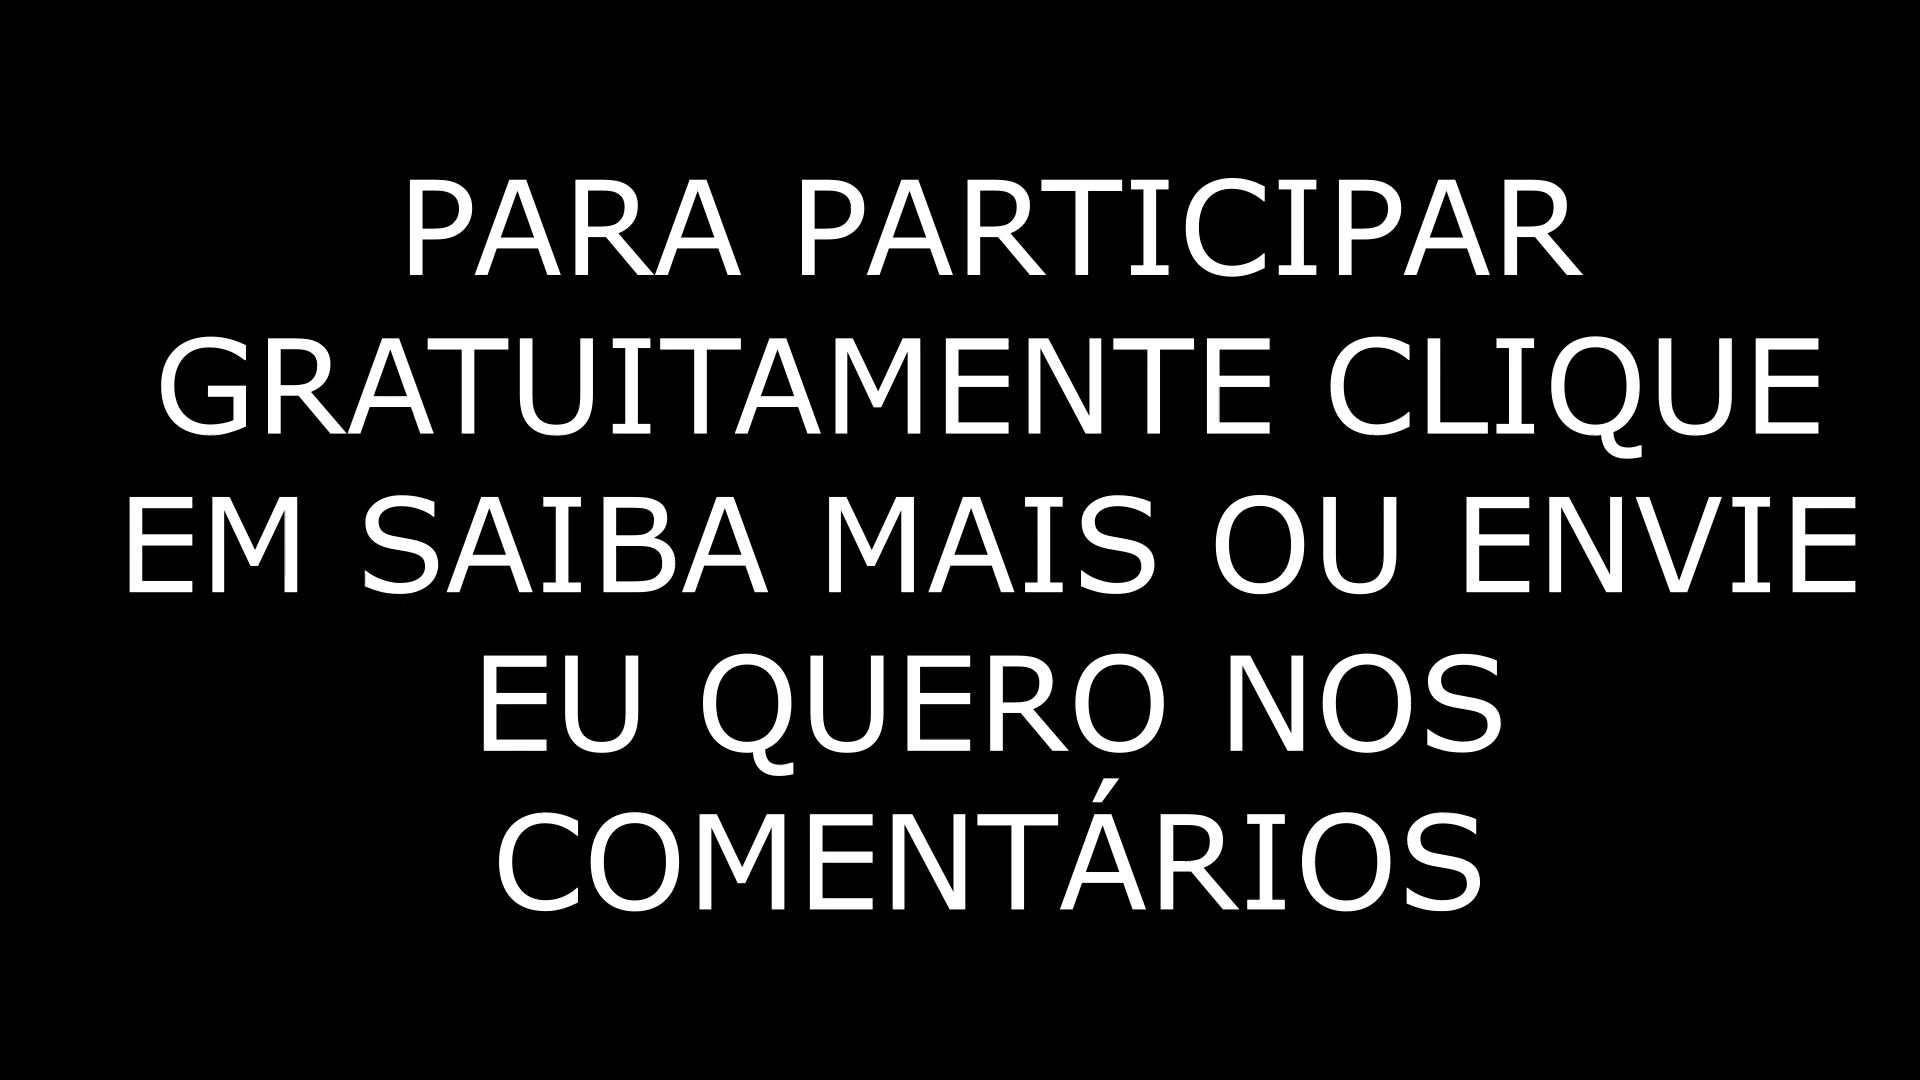 PARA PARTICIPAR
GRATUITAMENTE CLIQUE
EM SAIBA MAIS OU ENVIE
EU QUERO NOS
COMENTÁRIOS